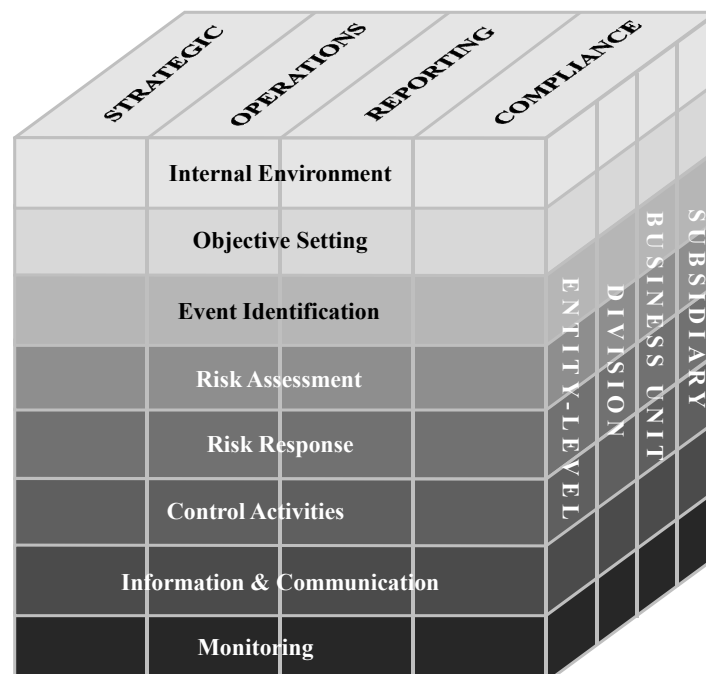 STRATEGIC
OPERATIONS
REPORTING
COMPLIANCE
Internal Environment
Objective Setting
Event Identification
Risk Assessment
Risk Response
Control Activities
Information & Communication
Monitoring
ENTITY-LEVEL
DIVISION
BUSINESS UNIT
SUBSIDIARY